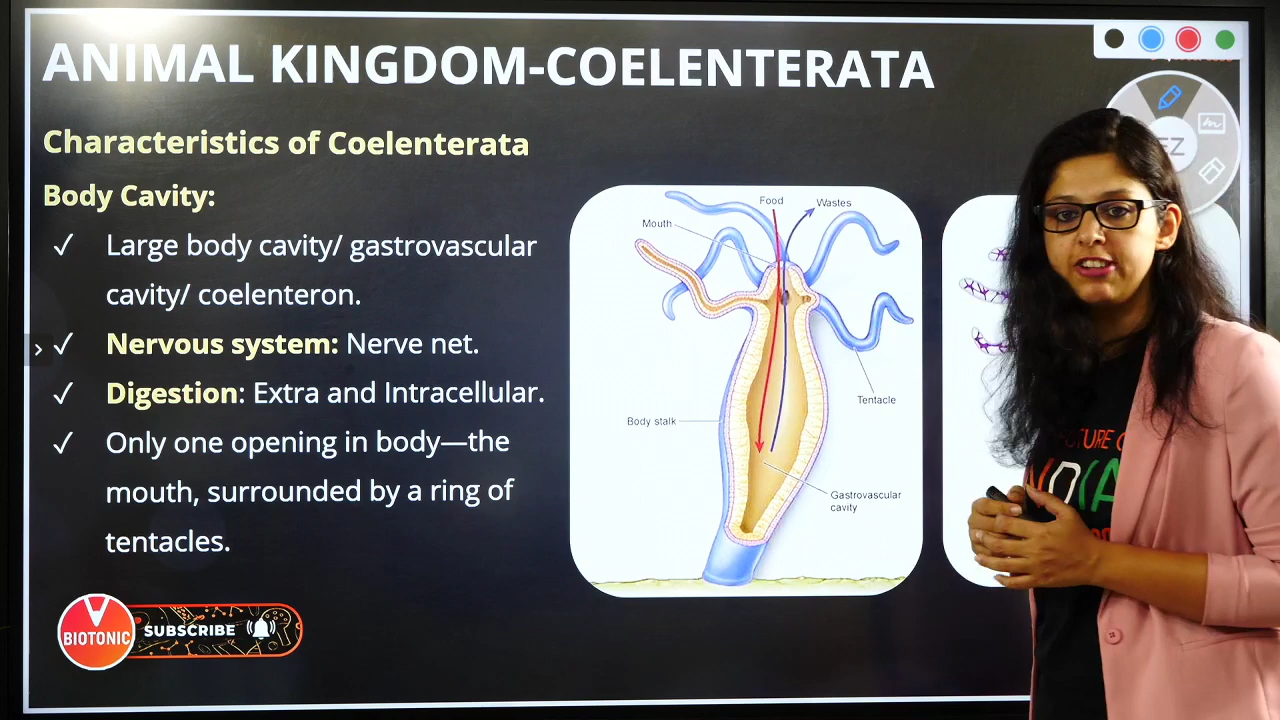 ANIMAL KINGDOM-COELENTERATA
Characteristics of Coelenterata
Body Cavity:
✓ Large body cavity/ gastrovascular
cavity/ coelenteron.
✓ Nervous system: Nerve net.
✓ Digestion: Extra and Intracellular.
✓ Only one opening in body—the
mouth, surrounded by a ring of
tentacles.
Food
Wastes
Mouth
Tentacle
Body stalk
Gastrovascular
cavity
EZ
BIOTONIC
SUBSCRIBE